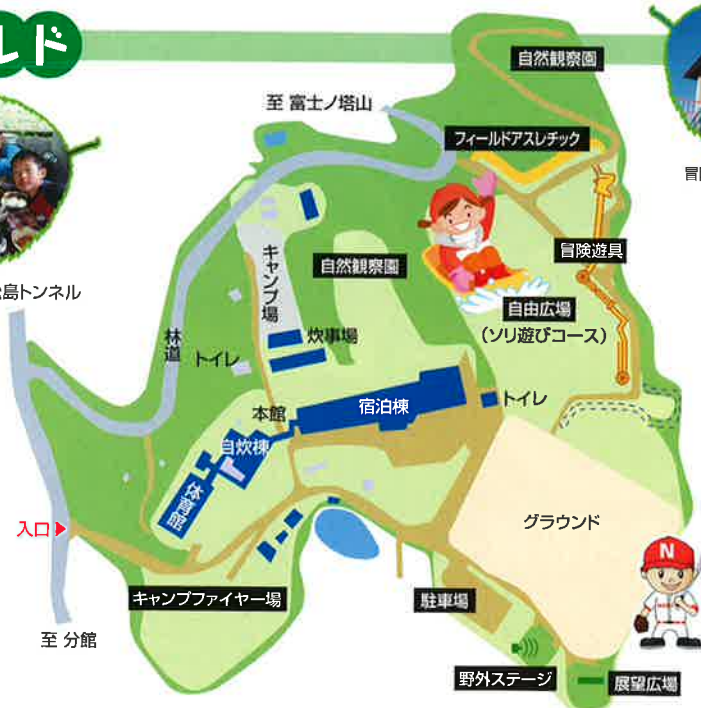 ルド
自然観察園
至 富士ノ塔山
フィールドアスレチック
冒険遊具
キャンプ場
自然観察園
自由広場
（ソリ遊びコース）
島トンネル
林道
トイレ
炊事場
本館
宿泊棟
トイレ
自炊棟
体育館
入口
グラウンド
N
キャンプファイヤー場
駐車場
至 分館
野外ステージ
展望広場